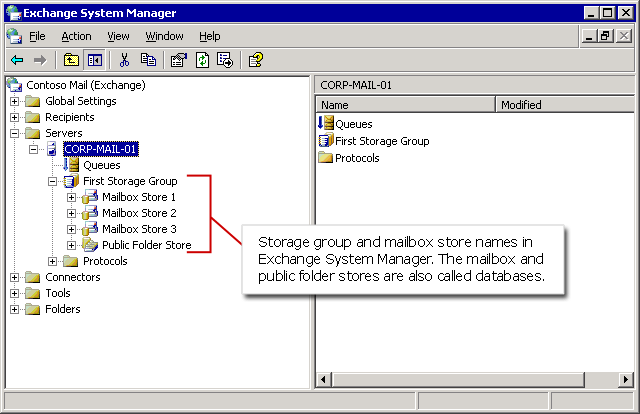 Exchange System Manager
File Action View Window Help
Contoso Mail (Exchange)
Global Settings
Recipients
Servers
CORP-MAIL-01
Queues
First Storage Group
Mailbox Store 1
Mailbox Store 2
Mailbox Store 3
Public Folder Store
Protocols
Connectors
Tools
Folders
CORP-MAIL-01
Name Modified
Queues
First Storage Group
Protocols
Storage group and mailbox store names in
Exchange System Manager. The mailbox and
public folder stores are also called databases.